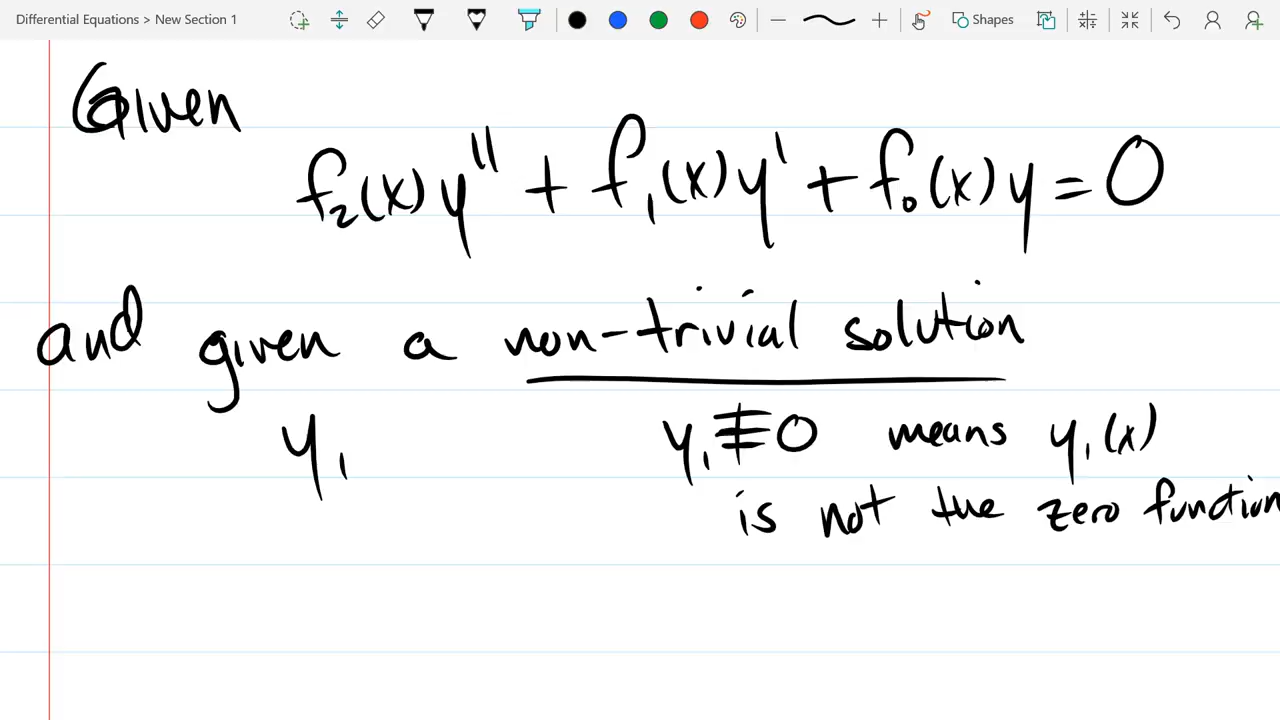 Differential Equations > New Section 1
Shapes
Given
f₂(x)y'' + f₁(x)y' + f₀(x)y = 0
and given a non-trivial solution
y₁ y₁ ≢ 0 means y₁(x)
is not the zero function